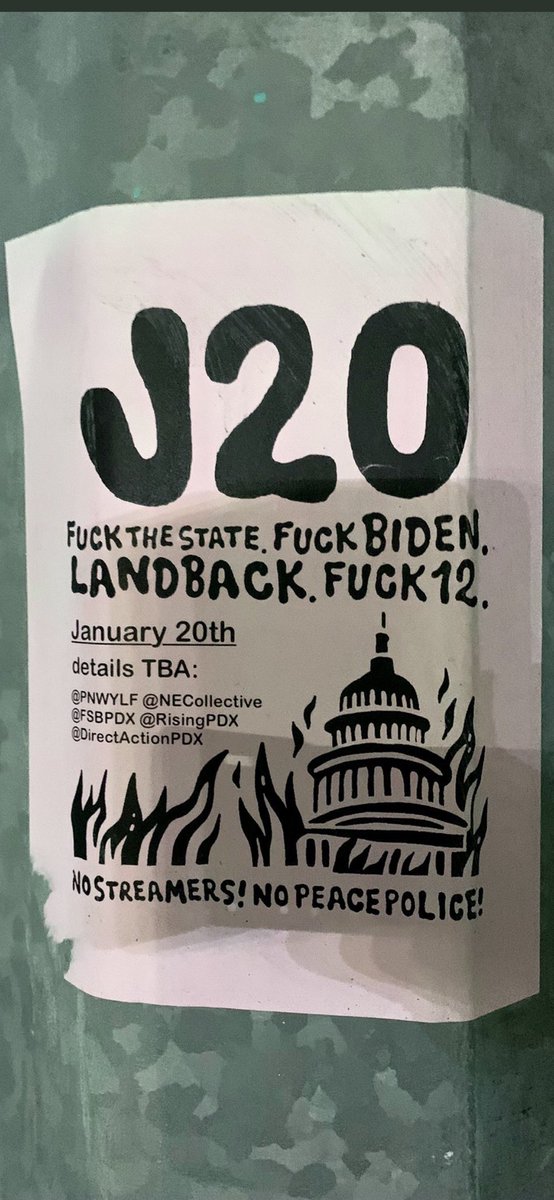 J20
FUCK THE STATE. FUCK BIDEN.
LANDBACK. FUCK 12.
January 20th
details TBA:
@PNWYLF @NECollective
@FSBPDX @RisingPDX
@DirectActionPDX
NO STREAMERS! NO PEACE POLICE!